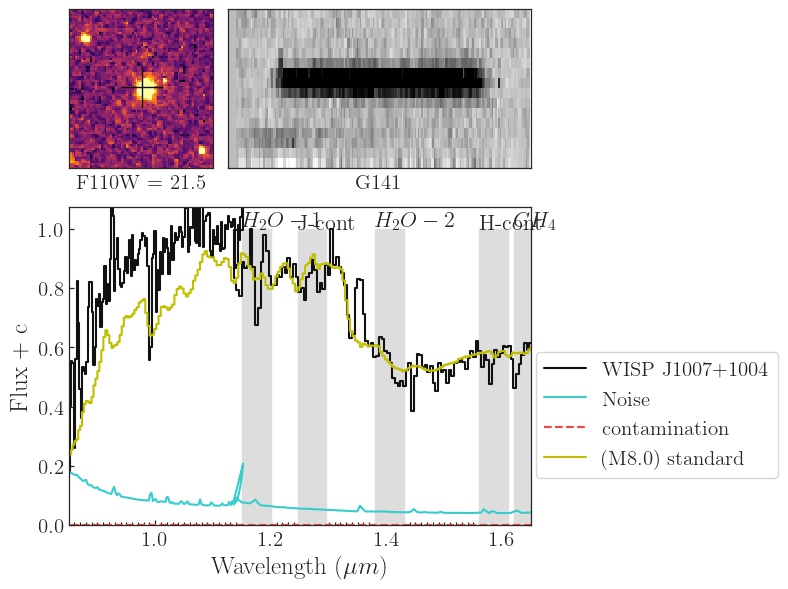 F110W = 21.5
G141
H₂O − 1
J-cont
H₂O − 2
H-cont
CH₄
1.0
0.8
0.6
0.4
0.2
0.0
Flux + c
1.0
1.2
1.4
1.6
Wavelength (μm)
WISP J1007+1004
Noise
contamination
(M8.0) standard